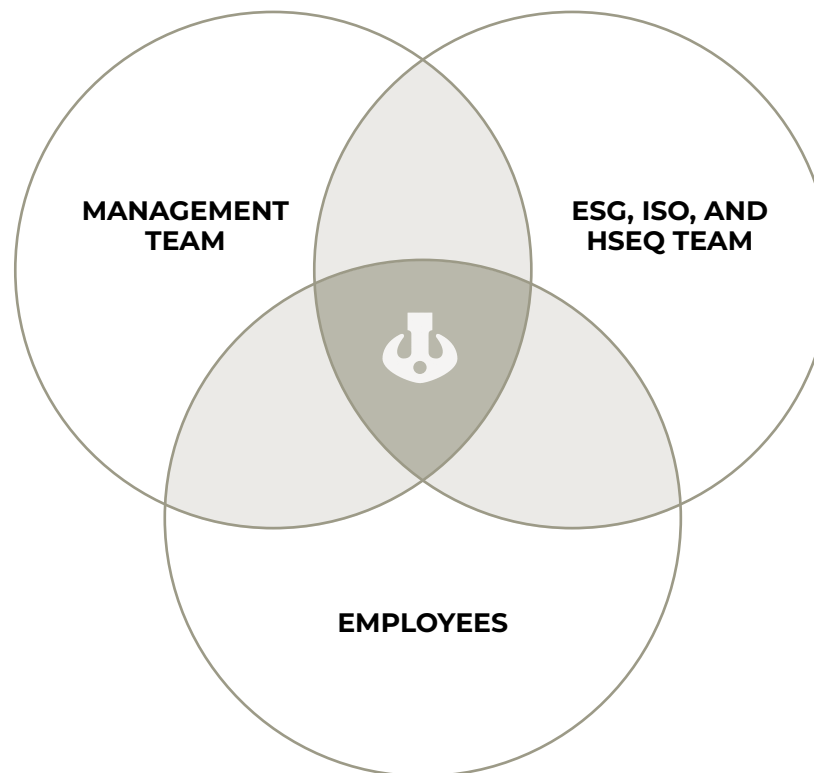 MANAGEMENT
TEAM
ESG, ISO, AND
HSEQ TEAM
EMPLOYEES